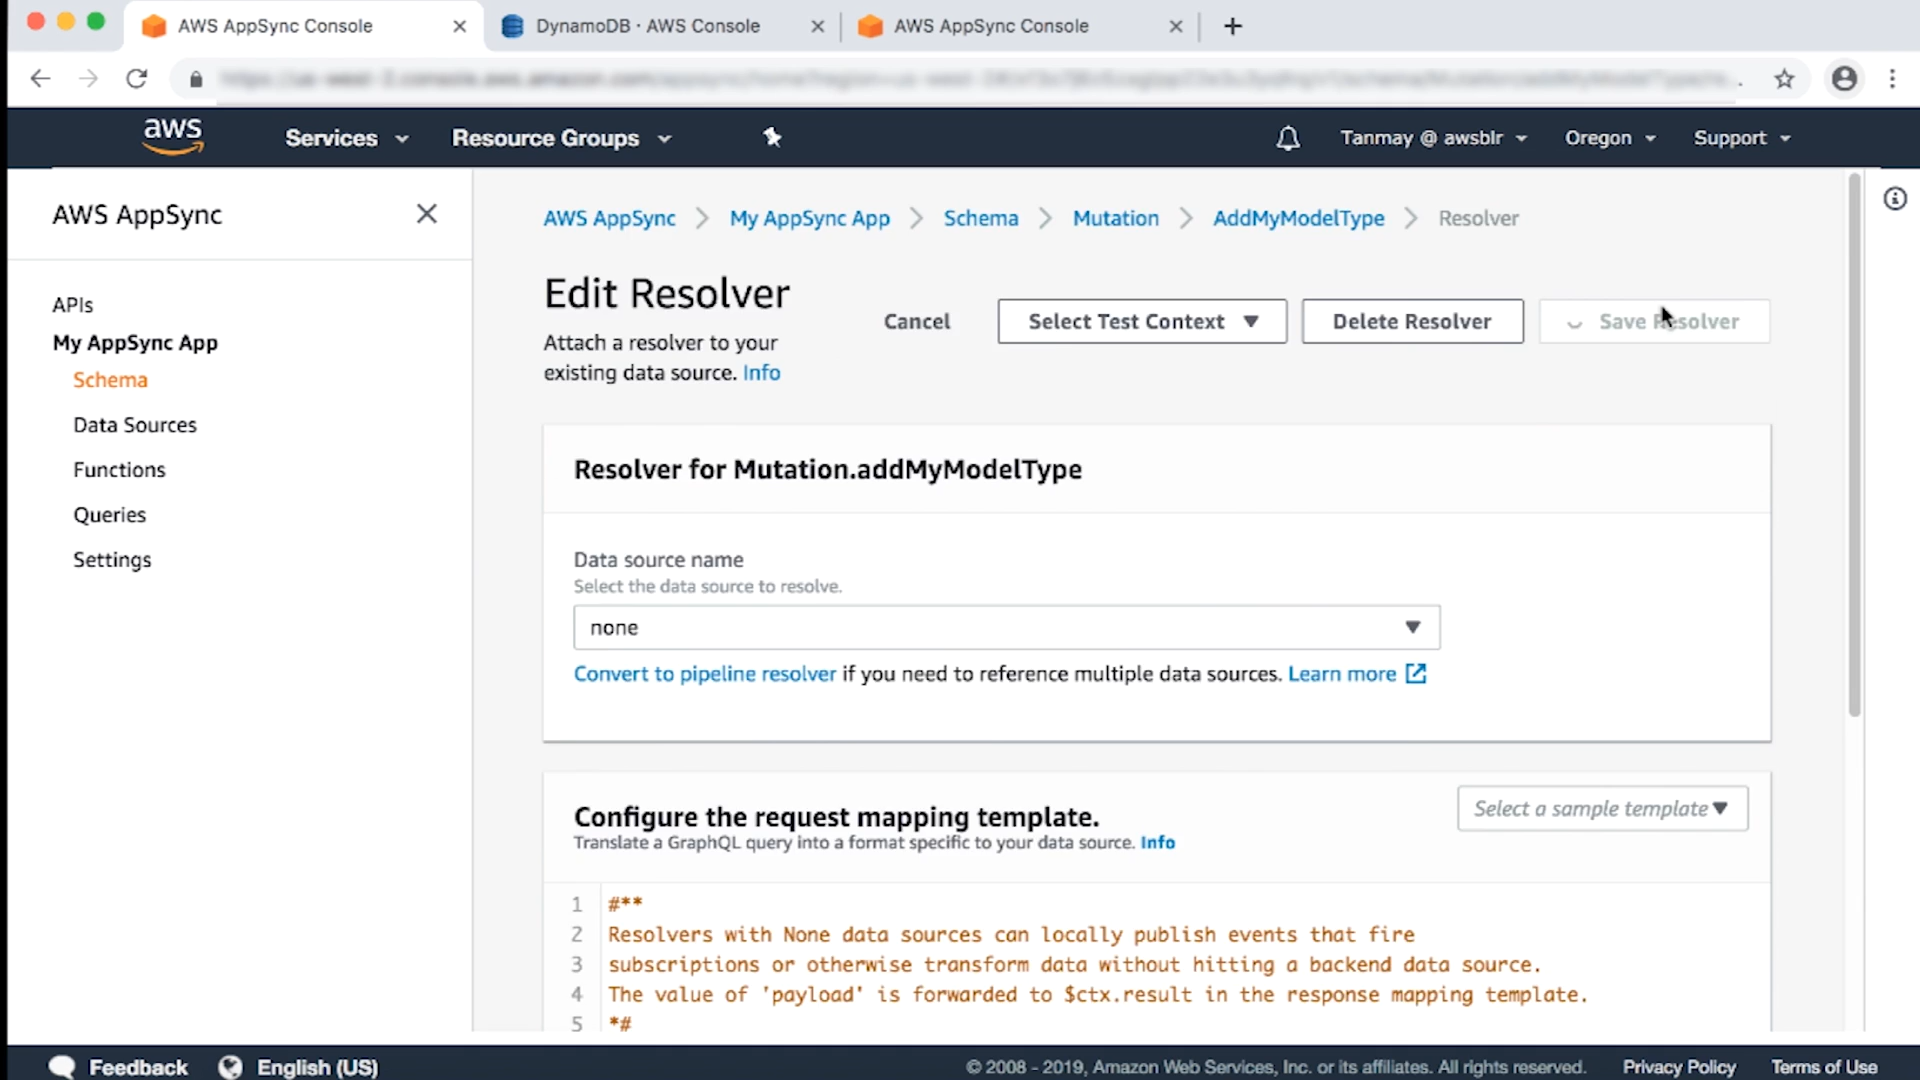 AWS AppSync Console
DynamoDB · AWS Console
AWS AppSync Console
aws
Services
Resource Groups
Tanmay @ awsblr
Oregon
Support
AWS AppSync
APIs
My AppSync App
Schema
Data Sources
Functions
Queries
Settings
AWS AppSync > My AppSync App > Schema > Mutation > AddMyModelType > Resolver
Edit Resolver
Attach a resolver to your
existing data source. Info
Cancel
Select Test Context
Delete Resolver
Save Resolver
Resolver for Mutation.addMyModelType
Data source name
Select the data source to resolve.
none
Convert to pipeline resolver if you need to reference multiple data sources. Learn more
Configure the request mapping template.
Translate a GraphQL query into a format specific to your data source. Info
Select a sample template
1 #**
2 Resolvers with None data sources can locally publish events that fire
3 subscriptions or otherwise transform data without hitting a backend data source.
4 The value of 'payload' is forwarded to $ctx.result in the response mapping template.
5 *#
Feedback
English (US)
© 2008 - 2019, Amazon Web Services, Inc. or its affiliates. All rights reserved.
Privacy Policy
Terms of Use